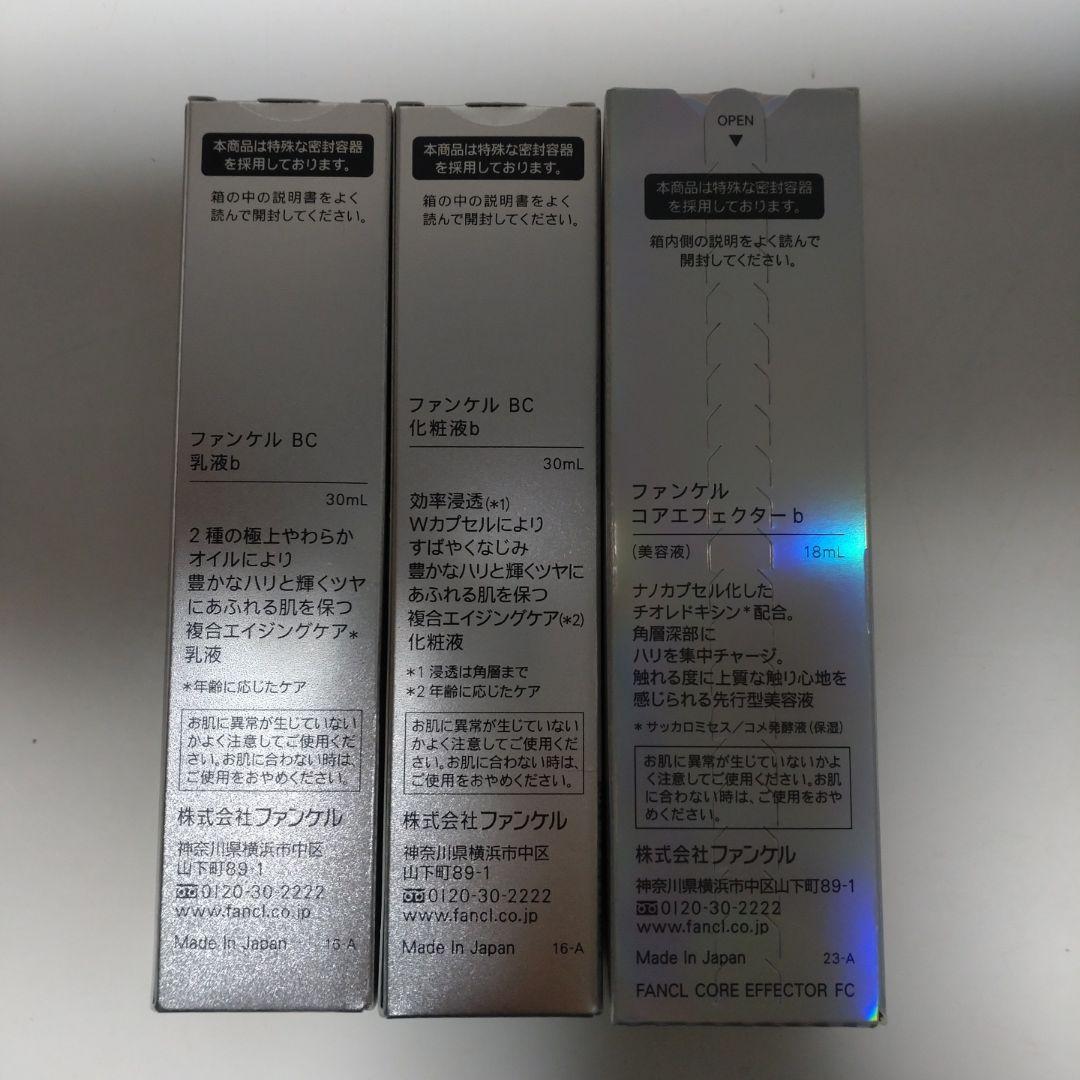 本商品は特殊な密封容器
を採用しております。
箱の中の説明書をよく
読んで開封してください。
ファンケル BC
乳液b
30mL
2種の極上やわらか
オイルにより
豊かなハリと輝くツヤ
にあふれる肌を保つ
複合エイジングケア*
乳液
*年齢に応じたケア
お肌に異常が生じていない
かよく注意してご使用くだ
さい。お肌に合わない時は、
ご使用をおやめください。
株式会社ファンケル
神奈川県横浜市中区
山下町89-1
0120-30-2222
www.fancl.co.jp
Made In Japan 16-A
本商品は特殊な密封容器
を採用しております。
箱の中の説明書をよく
読んで開封してください。
ファンケル BC
化粧液b
30mL
効率浸透(*1)
Wカプセルにより
すばやくなじみ
豊かなハリと輝くツヤに
あふれる肌を保つ
複合エイジングケア(*2)
化粧液
*1 浸透は角層まで
*2 年齢に応じたケア
お肌に異常が生じていない
かよく注意してご使用くだ
さい。お肌に合わない時は、
ご使用をおやめください。
株式会社ファンケル
神奈川県横浜市中区
山下町89-1
0120-30-2222
www.fancl.co.jp
Made In Japan 16-A
OPEN
▼
本商品は特殊な密封容器
を採用しております。
箱内側の説明をよく読んで
開封してください。
ファンケル
コアエフェクター b
(美容液) 18mL
ナノカプセル化した
チオレドキシン*配合。
角層深部に
ハリを集中チャージ。
触れる度に上質な触り心地を
感じられる先行型美容液
* サッカロミセス/コメ発酵液(保湿)
お肌に異常が生じていないかよ
く注意してご使用ください。お肌
に合わない時は、ご使用をおや
めください。
株式会社ファンケル
神奈川県横浜市中区山下町89-1
0120-30-2222
www.fancl.co.jp
Made In Japan 23-A
FANCL CORE EFFECTOR FC